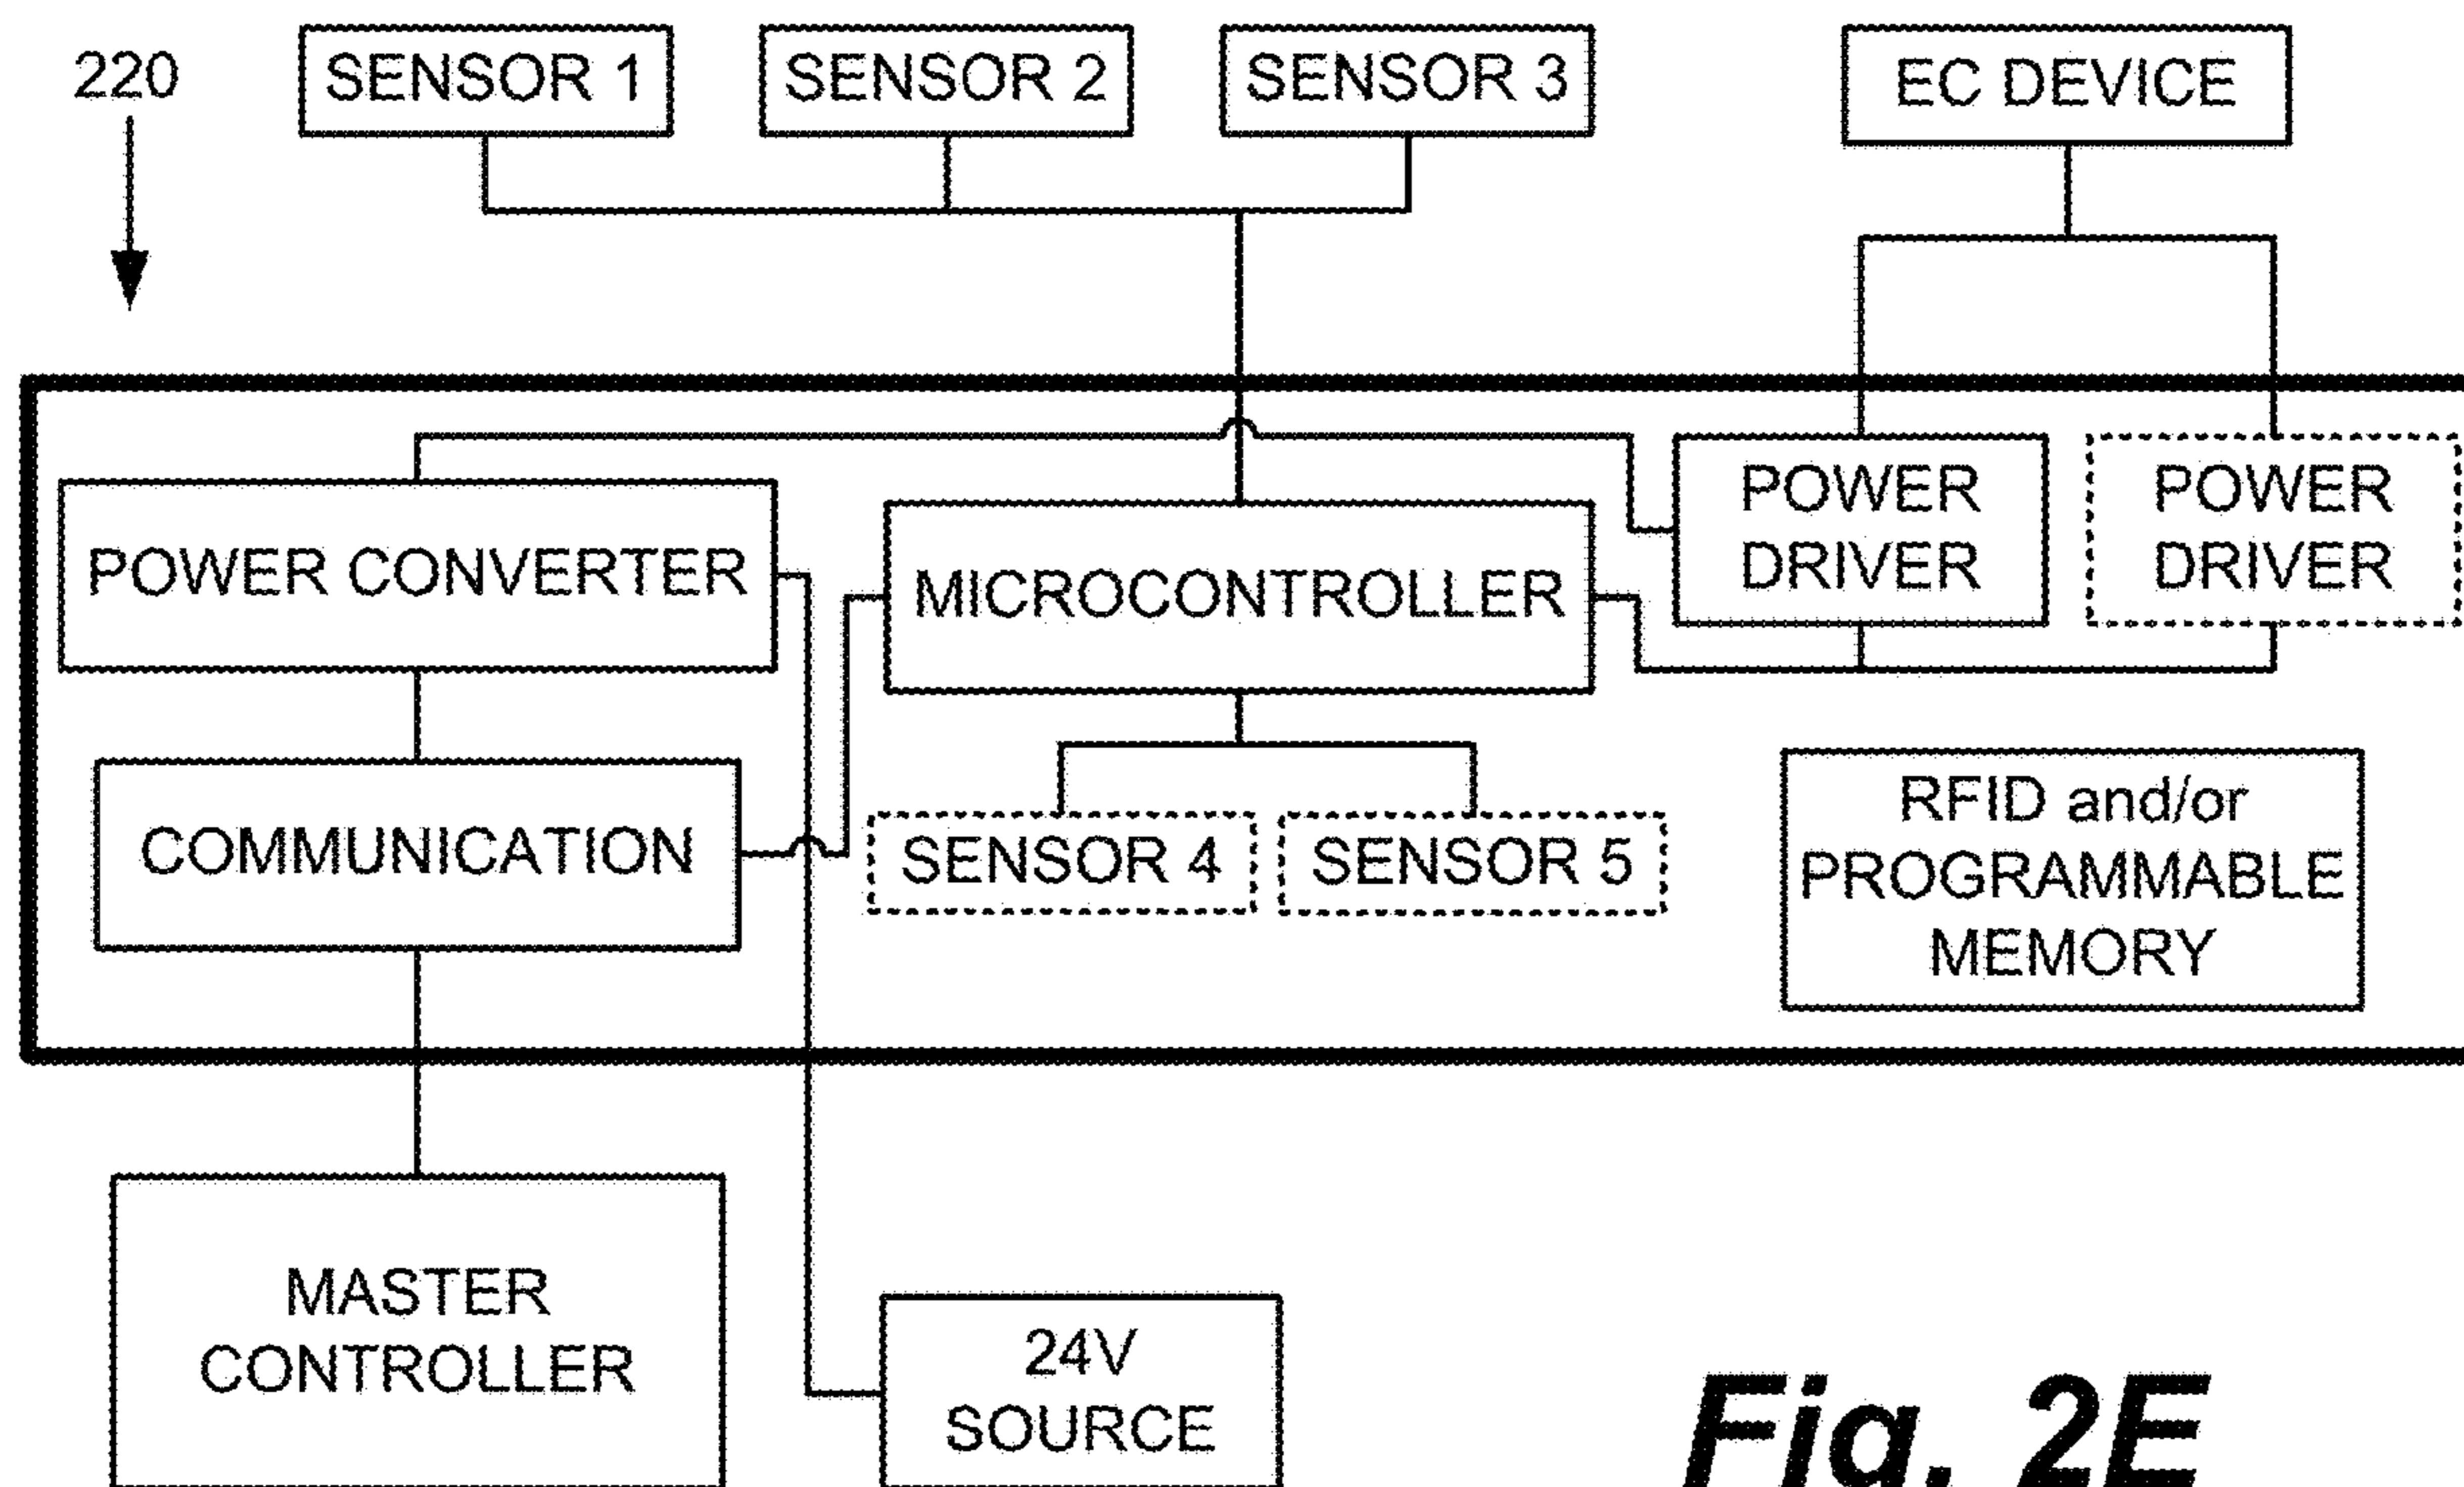 220
SENSOR 1
SENSOR 2
SENSOR 3
EC DEVICE
POWER CONVERTER
MICROCONTROLLER
POWER
DRIVER
POWER
DRIVER
COMMUNICATION
SENSOR 4
SENSOR 5
RFID and/or
PROGRAMMABLE
MEMORY
MASTER
CONTROLLER
24V
SOURCE
Fig. 2E